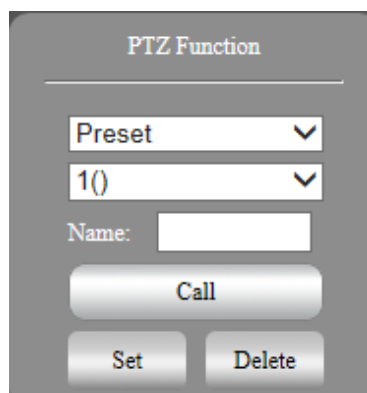 PTZ Function
Preset
1()
Name:
Call
Set Delete